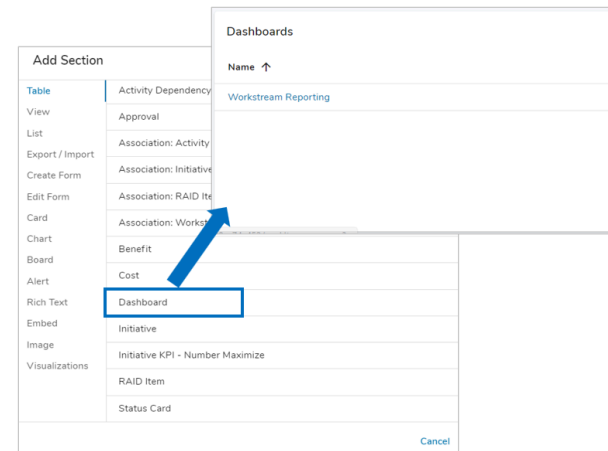 Dashboards
Name ↑
Workstream Reporting
Add Section
Table
View
List
Export / Import
Create Form
Edit Form
Card
Chart
Board
Alert
Rich Text
Embed
Image
Visualizations
Activity Dependency
Approval
Association: Activity
Association: Initiative
Association: RAID Ite
Association: Workst
Benefit
Cost
Dashboard
Initiative
Initiative KPI - Number Maximize
RAID Item
Status Card
Cancel